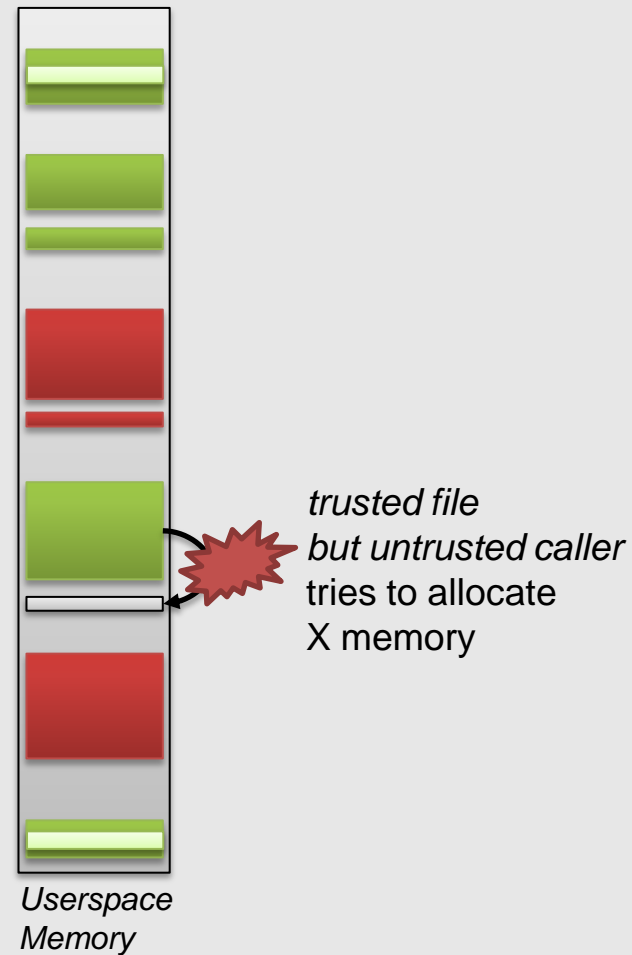 trusted file
but untrusted caller
tries to allocate
X memory
Userspace
Memory